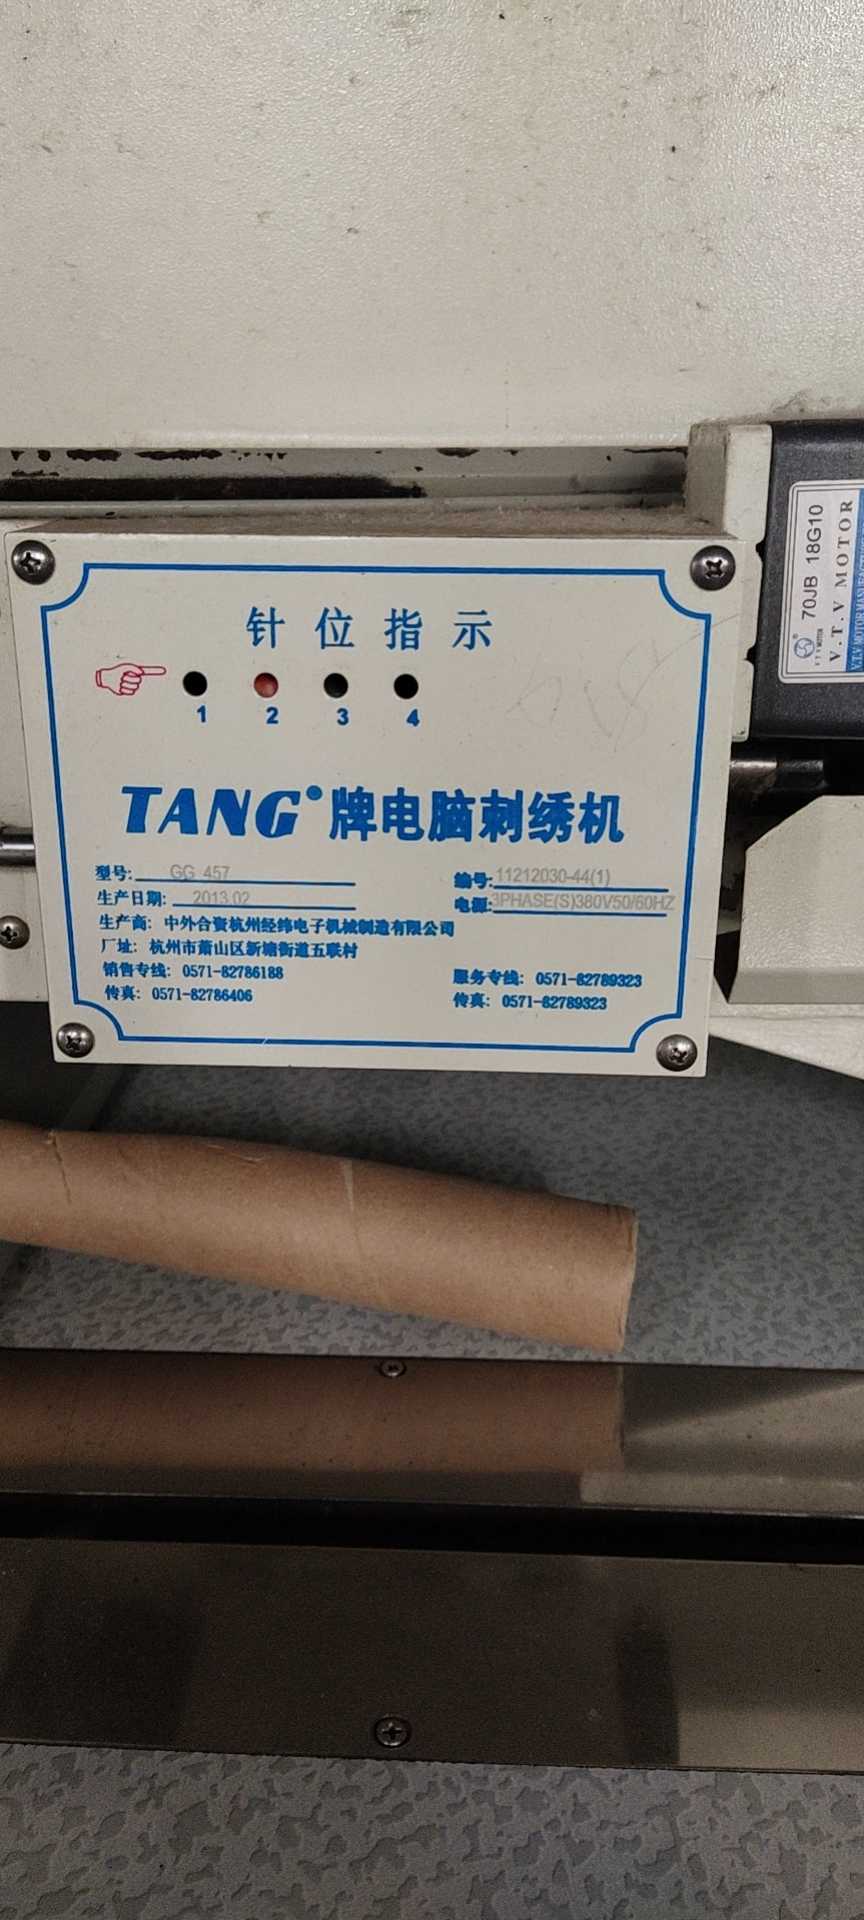 针位指示
1 2 3 4
TANG® 牌电脑刺绣机
型号: GG 457
编号: 11212030-44(1)
生产日期: 2013.02
电源: 3PHASE(S)380V50/60HZ
生产商: 中外合资杭州经纬电子机械制造有限公司
厂址: 杭州市萧山区新塘街道五联村
销售专线: 0571-82786188
服务专线: 0571-82789323
传真: 0571-82786406
传真: 0571-82789323
70JB 18G10
V.T.V MOTOR